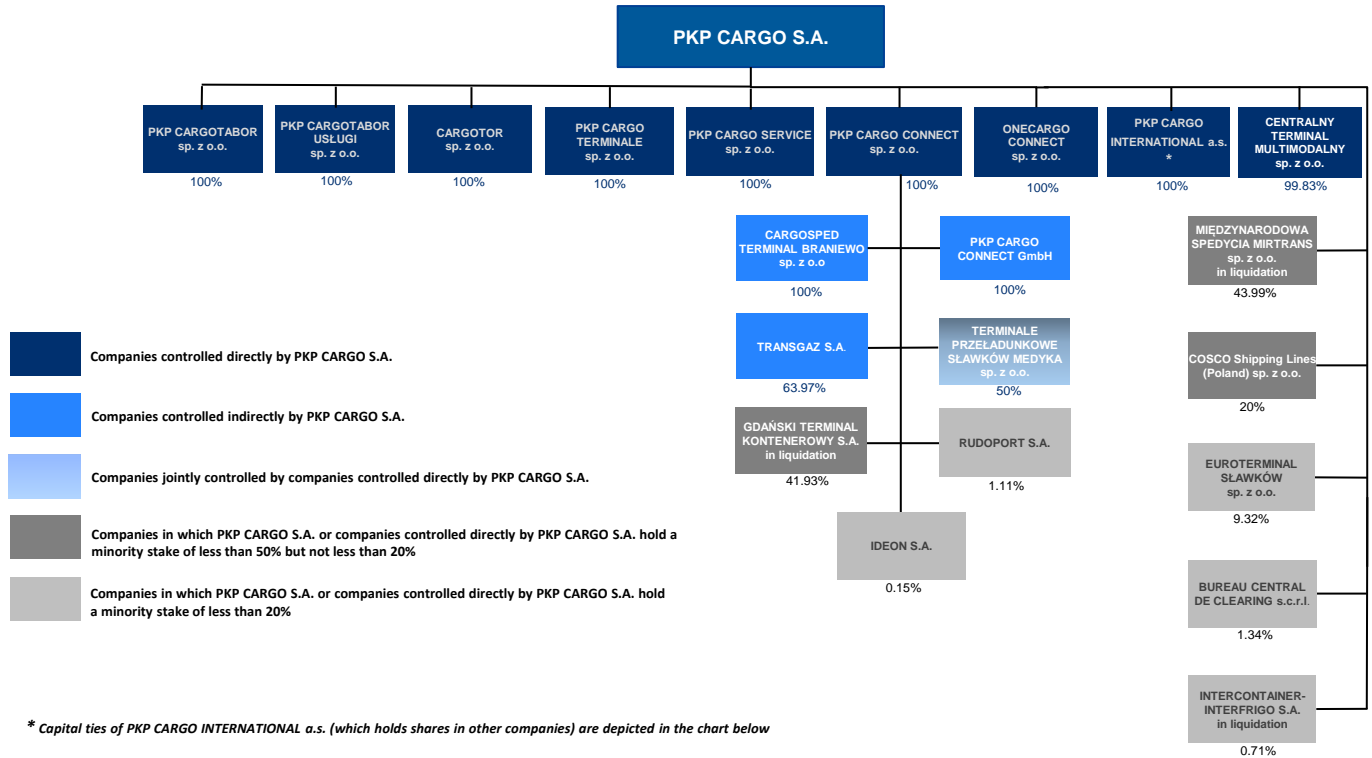 PKP CARGO S.A.
PKP CARGOTABOR
sp. z o.o.
100%
PKP CARGOTABOR
USŁUGI
sp. z o.o.
100%
CARGOTOR
sp. z o.o.
100%
PKP CARGO
TERMINALE
sp. z o.o.
100%
PKP CARGO SERVICE
sp. z o.o.
100%
PKP CARGO CONNECT
sp. z o.o.
100%
ONECARGO
CONNECT
sp. z o.o.
100%
PKP CARGO
INTERNATIONAL a.s.
*
100%
CENTRALNY
TERMINAL
MULTIMODALNY
sp. z o.o.
99.83%
CARGOSPED
TERMINAL BRANIEWO
sp. z o.o
100%
PKP CARGO
CONNECT GmbH
100%
MIĘDZYNARODOWA
SPEDYCIA MIRTRANS
sp. z o.o.
in liquidation
43.99%
TRANSGAZ S.A.
63.97%
TERMINALE
PRZEŁADUNKOWE
SŁAWKÓW MEDYKA
sp. z o.o.
50%
COSCO Shipping Lines
(Poland) sp. z o.o.
20%
GDAŃSKI TERMINAL
KONTENEROWY S.A.
in liquidation
41.93%
RUDOPORT S.A.
1.11%
EUROTERMINAL
SŁAWKÓW
sp. z o.o.
9.32%
IDEON S.A.
0.15%
BUREAU CENTRAL
DE CLEARING s.c.r.l.
1.34%
INTERCONTAINER-
INTERFRIGO S.A.
in liquidation
0.71%
Companies controlled directly by PKP CARGO S.A.
Companies controlled indirectly by PKP CARGO S.A.
Companies jointly controlled by companies controlled directly by PKP CARGO S.A.
Companies in which PKP CARGO S.A. or companies controlled directly by PKP CARGO S.A. hold a
minority stake of less than 50% but not less than 20%
Companies in which PKP CARGO S.A. or companies controlled directly by PKP CARGO S.A. hold
a minority stake of less than 20%
* Capital ties of PKP CARGO INTERNATIONAL a.s. (which holds shares in other companies) are depicted in the chart below